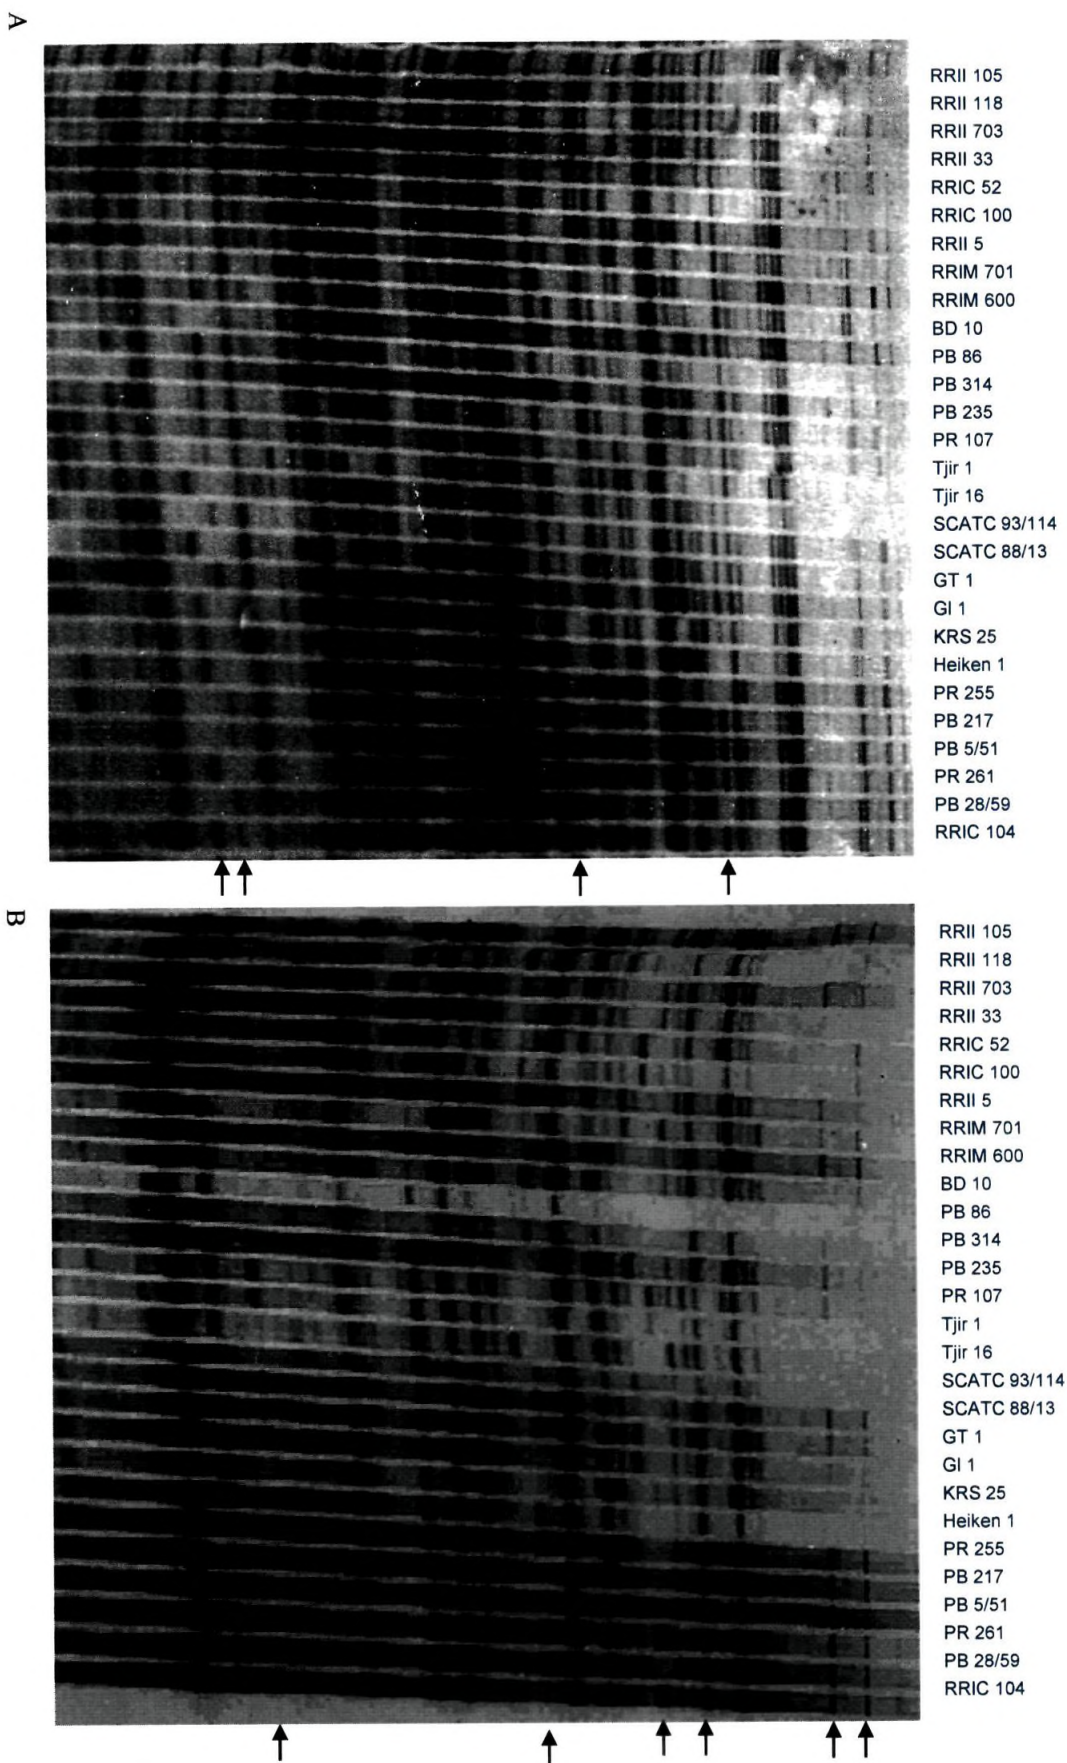 A
RRII 105
RRII 118
RRII 703
RRII 33
RRIC 52
RRIC 100
RRII 5
RRIM 701
RRIM 600
BD 10
PB 86
PB 314
PB 235
PR 107
Tjir 1
Tjir 16
SCATC 93/114
SCATC 88/13
GT 1
Gl 1
KRS 25
Heiken 1
PR 255
PB 217
PB 5/51
PR 261
PB 28/59
RRIC 104
B
RRII 105
RRII 118
RRII 703
RRII 33
RRIC 52
RRIC 100
RRII 5
RRIM 701
RRIM 600
BD 10
PB 86
PB 314
PB 235
PR 107
Tjir 1
Tjir 16
SCATC 93/114
SCATC 88/13
GT 1
Gl 1
KRS 25
Heiken 1
PR 255
PB 217
PB 5/51
PR 261
PB 28/59
RRIC 104